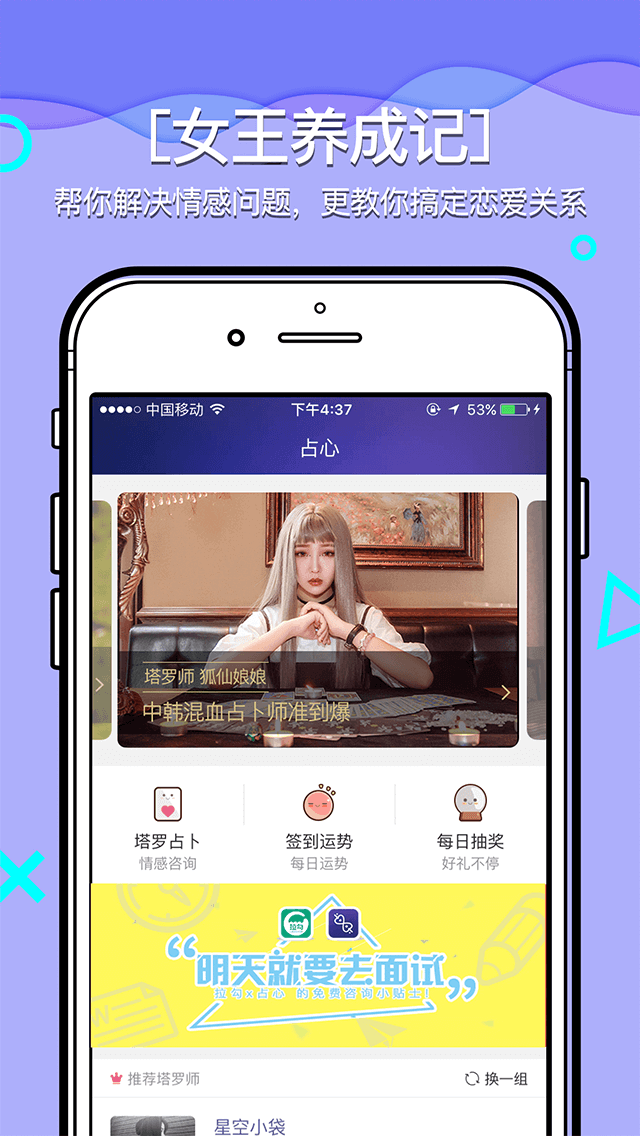 [女王养成记]
帮你解决情感问题，更教你搞定恋爱关系
中国移动 下午4:37 53%
占心
塔罗师 狐仙娘娘
中韩混血占卜师准到爆
塔罗占卜 签到运势 每日抽奖
情感咨询 每日运势 好礼不停
拉勾
“明天就要去面试”
拉勾x占心 的免费咨询小贴士!
推荐塔罗师 换一组
星空小袋